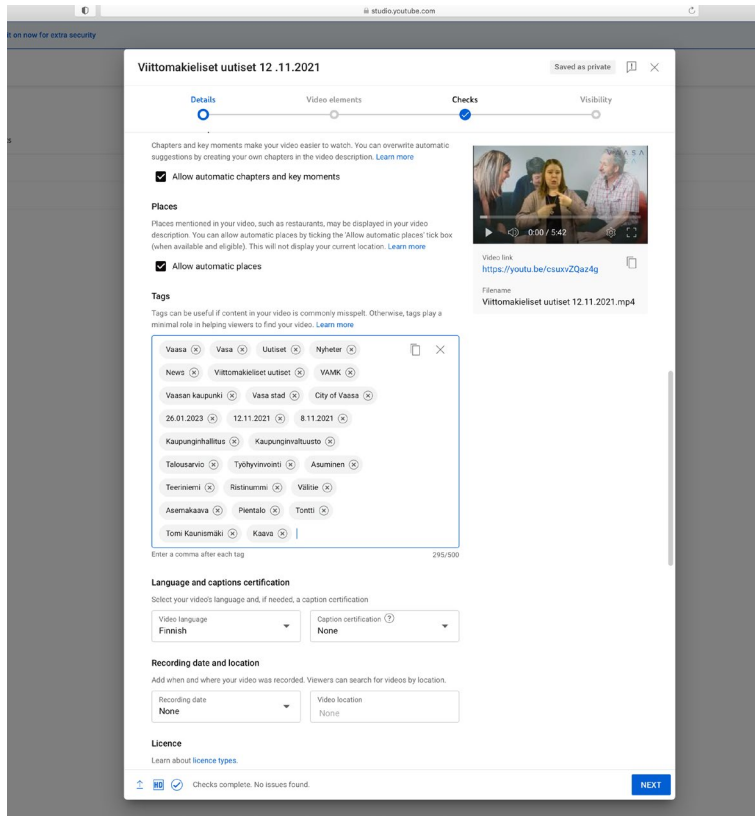 studio.youtube.com
it on now for extra security
Viittomakieliset uutiset 12 .11.2021
Saved as private
Details
Video elements
Checks
Visibility
Chapters and key moments make your video easier to watch. You can overwrite automatic
suggestions by creating your own chapters in the video description. Learn more
Allow automatic chapters and key moments
Places
Places mentioned in your video, such as restaurants, may be displayed in your video
description. You can allow automatic places by ticking the 'Allow automatic places' tick box
(when available and eligible). This will not display your current location. Learn more
Allow automatic places
Tags
Tags can be useful if content in your video is commonly misspelt. Otherwise, tags play a
minimal role in helping viewers to find your video. Learn more
Vaasa Vasa Uutiset Nyheter
News Viittomakieliset uutiset VAMK
Vaasan kaupunki Vasa stad City of Vaasa
26.01.2023 12.11.2021 8.11.2021
Kaupunginhallitus Kaupunginvaltuusto
Talousarvio Työhyvinvointi Asuminen
Teeriniemi Ristinummi Välitie
Asemakaava Pientalo Tontti
Tomi Kaunismäki Kaava
Enter a comma after each tag
295/500
Language and captions certification
Select your video's language and, if needed, a caption certification
Video language
Finnish
Caption certification ?
None
Recording date and location
Add when and where your video was recorded. Viewers can search for videos by location.
Recording date
None
Video location
None
Licence
Learn about licence types.
HD
Checks complete. No issues found.
NEXT
VAASA
0:00 / 5:42
Video link
https://youtu.be/csuxvZQaz4g
Filename
Viittomakieliset uutiset 12.11.2021.mp4